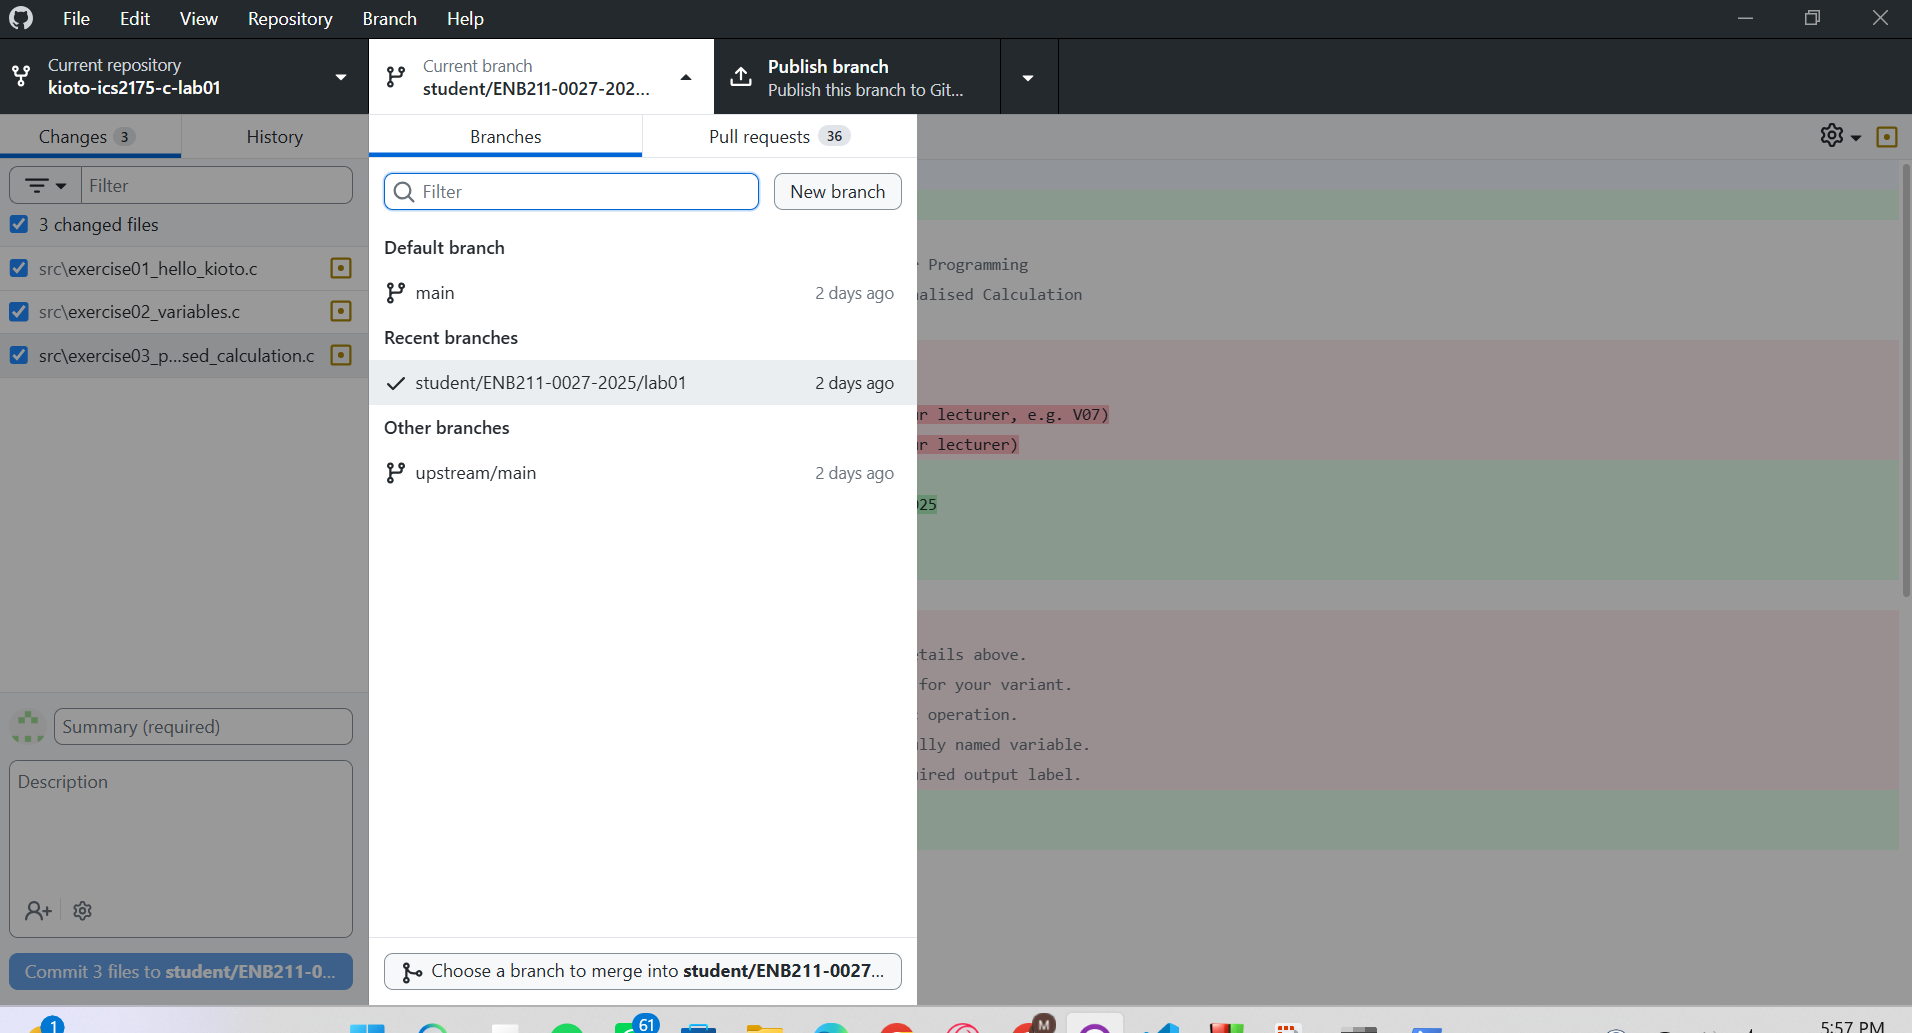 File Edit View Repository Branch Help
Current repository
kioto-ics2175-c-lab01
Current branch
student/ENB211-0027-202...
Publish branch
Publish this branch to Git...
Changes 3
History
Filter
3 changed files
src\exercise01_hello_kioto.c
src\exercise02_variables.c
src\exercise03_p...sed_calculation.c
Summary (required)
Description
Commit 3 files to student/ENB211-0...
Branches
Pull requests 36
Filter
New branch
Default branch
main 2 days ago
Recent branches
student/ENB211-0027-2025/lab01 2 days ago
Other branches
upstream/main 2 days ago
Choose a branch to merge into student/ENB211-0027...
Programming
alised Calculation
r lecturer, e.g. V07)
r lecturer)
025
etails above.
for your variant.
operation.
lly named variable.
ired output label.
1
61
M
5:57 PM